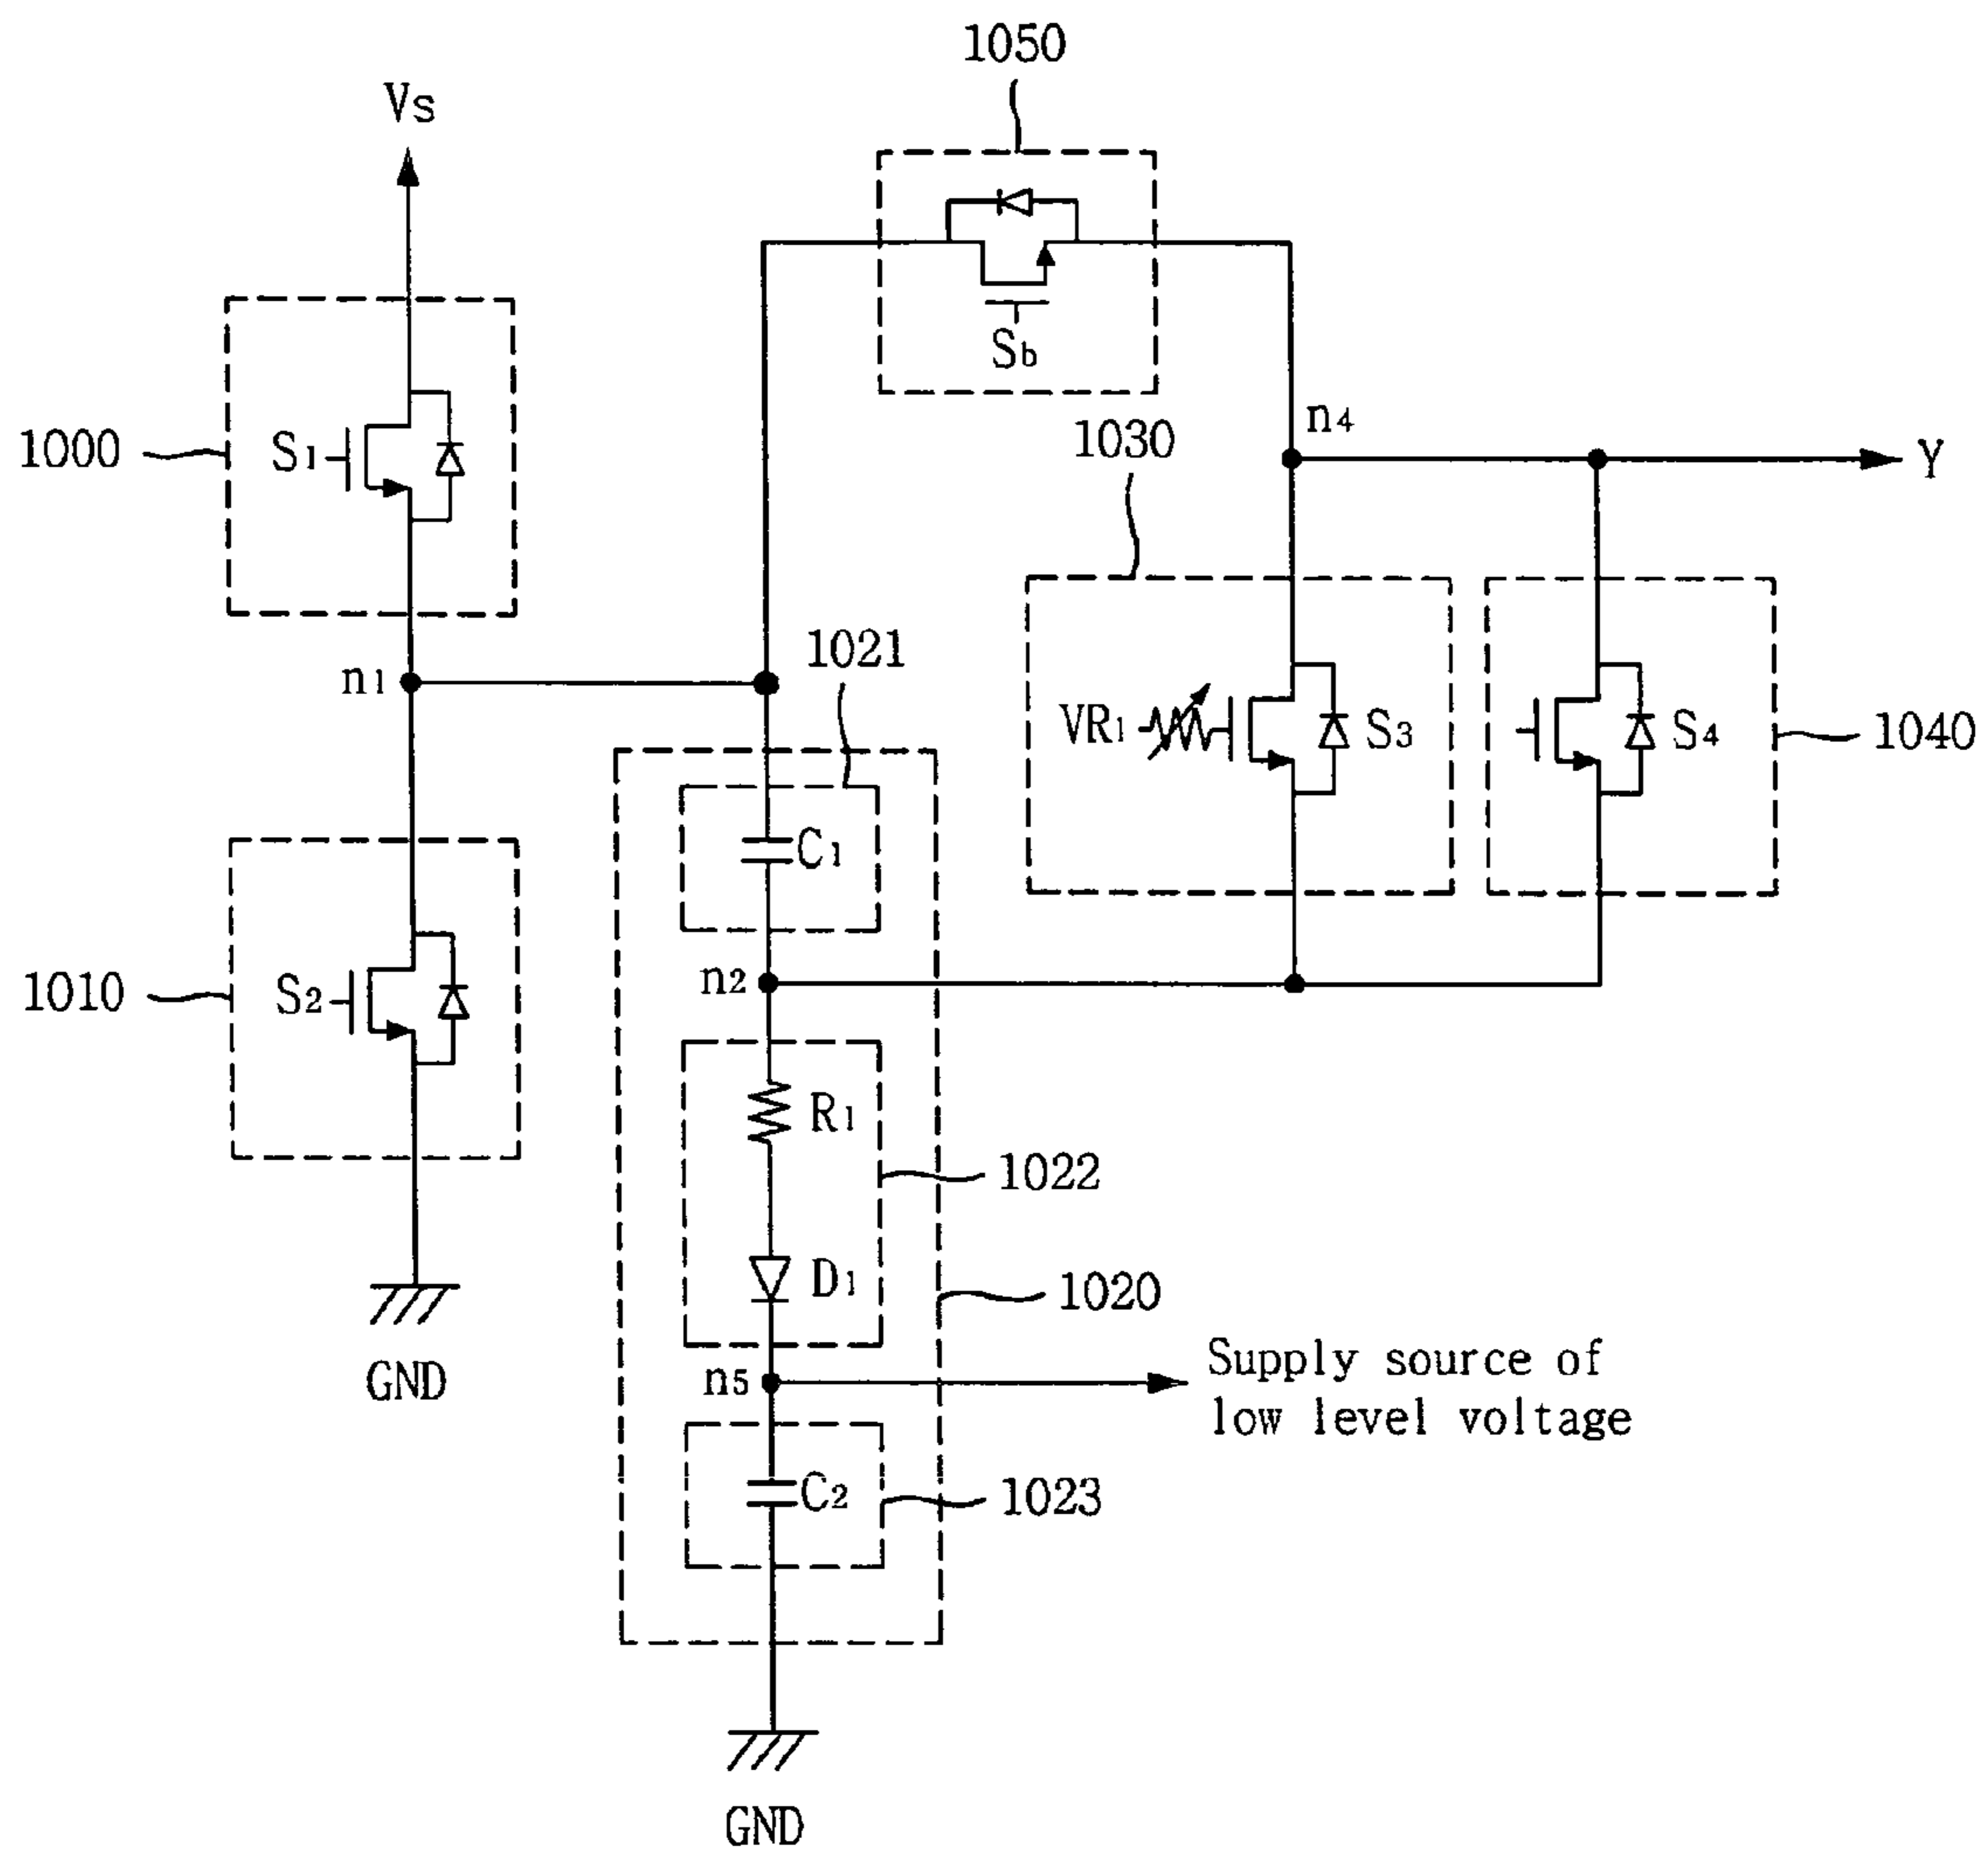 1050
Vs
Sb
n4
1030
Y
1000
S1
1021
n1
VR1
S3
S4
1040
C1
n2
1010
S2
R1
1022
D1
1020
Supply source of
low level voltage
n5
GND
C2
1023
GND